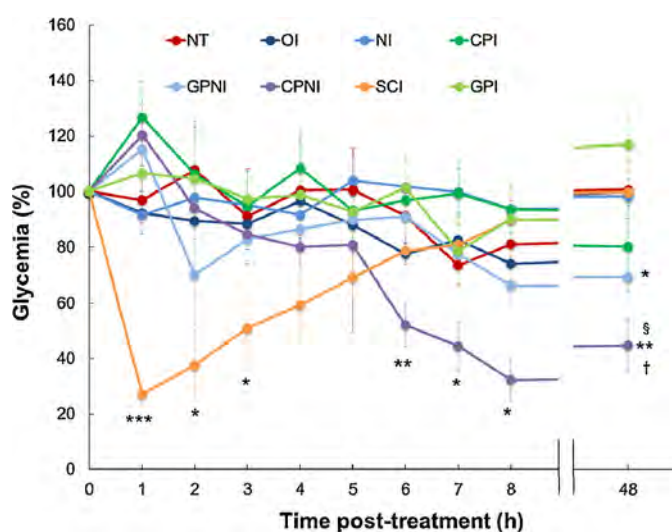 160
140
120
100
80
60
40
20
0
Glycemia (%)
NT OI NI CPI
GPNI CPNI SCI GPI
*** * * ** * *
*
§
**
†
0 1 2 3 4 5 6 7 8 48
Time post-treatment (h)